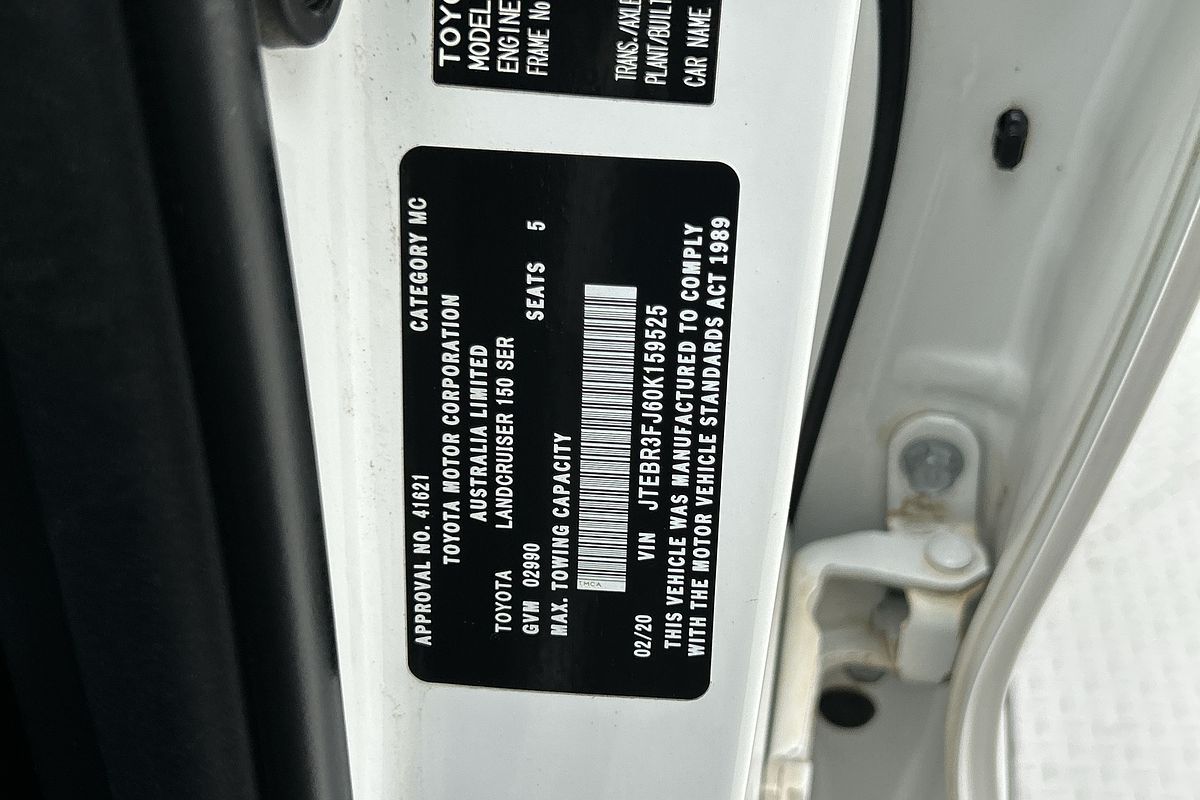 APPROVAL NO. 41621 CATEGORY MC
TOYOTA MOTOR CORPORATION
AUSTRALIA LIMITED
TOYOTA LANDCRUISER 150 SER
GVM 02990 SEATS 5
MAX. TOWING CAPACITY
TMCA
02/20 VIN JTEBR3FJ60K159525
THIS VEHICLE WAS MANUFACTURED TO COMPLY
WITH THE MOTOR VEHICLE STANDARDS ACT 1989
MODEL
ENGINE
FRAME No
TRANS./AXLE
PLANT/BUILT
CAR NAME